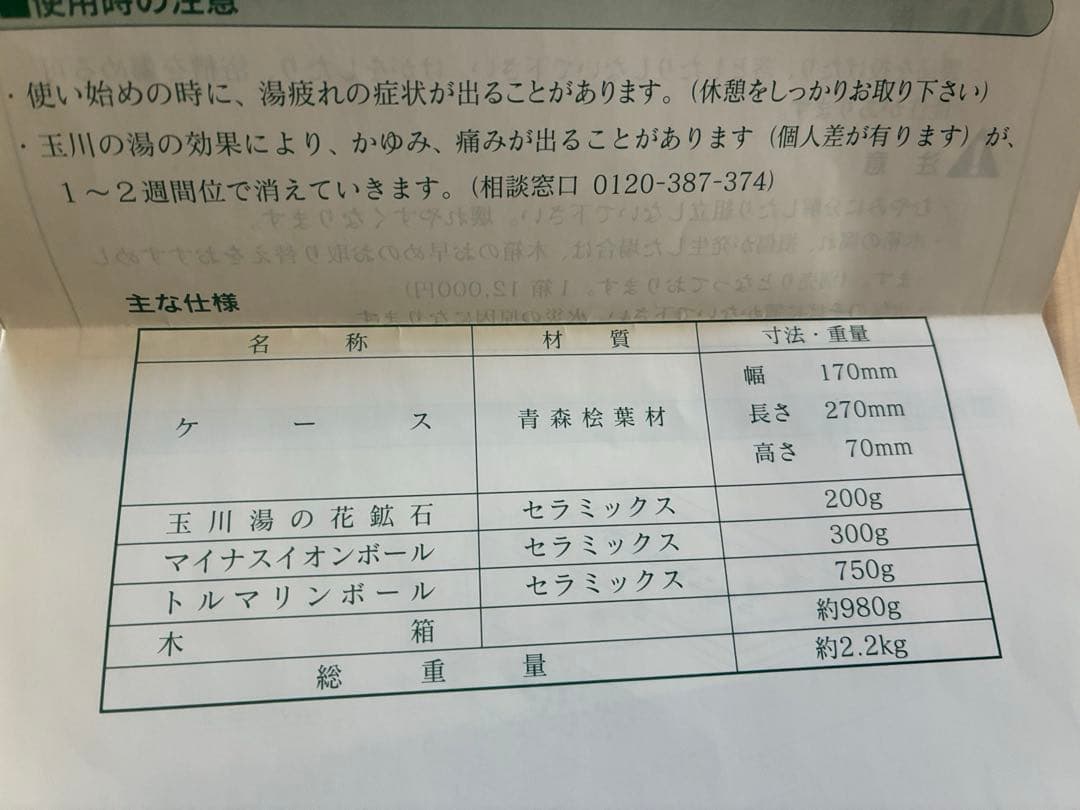 ■使用時の注意
・使い始めの時に、湯疲れの症状が出ることがあります。(休憩をしっかりお取り下さい)
・玉川の湯の効果により、かゆみ、痛みが出ることがあります (個人差が有ります) が、
1～2週間位で消えていきます。(相談窓口 0120-387-374)
主な仕様
名称 材質 寸法・重量
ケース 青森桧葉材 幅 170mm
長さ 270mm
高さ 70mm
玉川湯の花鉱石 セラミックス 200g
マイナスイオンボール セラミックス 300g
トルマリンボール セラミックス 750g
木箱 約980g
総重量 約2.2kg